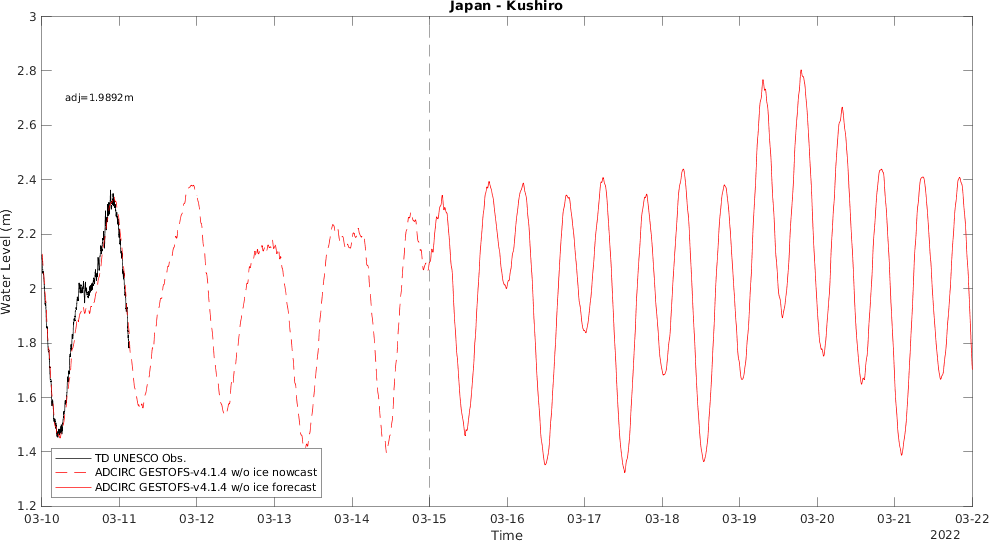 Japan - Kushiro
3
2.8
2.6
2.4
2.2
2
1.8
1.6
1.4
1.2
Water Level (m)
adj=1.9892m
TD UNESCO Obs.
ADCIRC GESTOFS-v4.1.4 w/o ice nowcast
ADCIRC GESTOFS-v4.1.4 w/o ice forecast
03-10 03-11 03-12 03-13 03-14 03-15 03-16 03-17 03-18 03-19 03-20 03-21 03-22
Time
2022